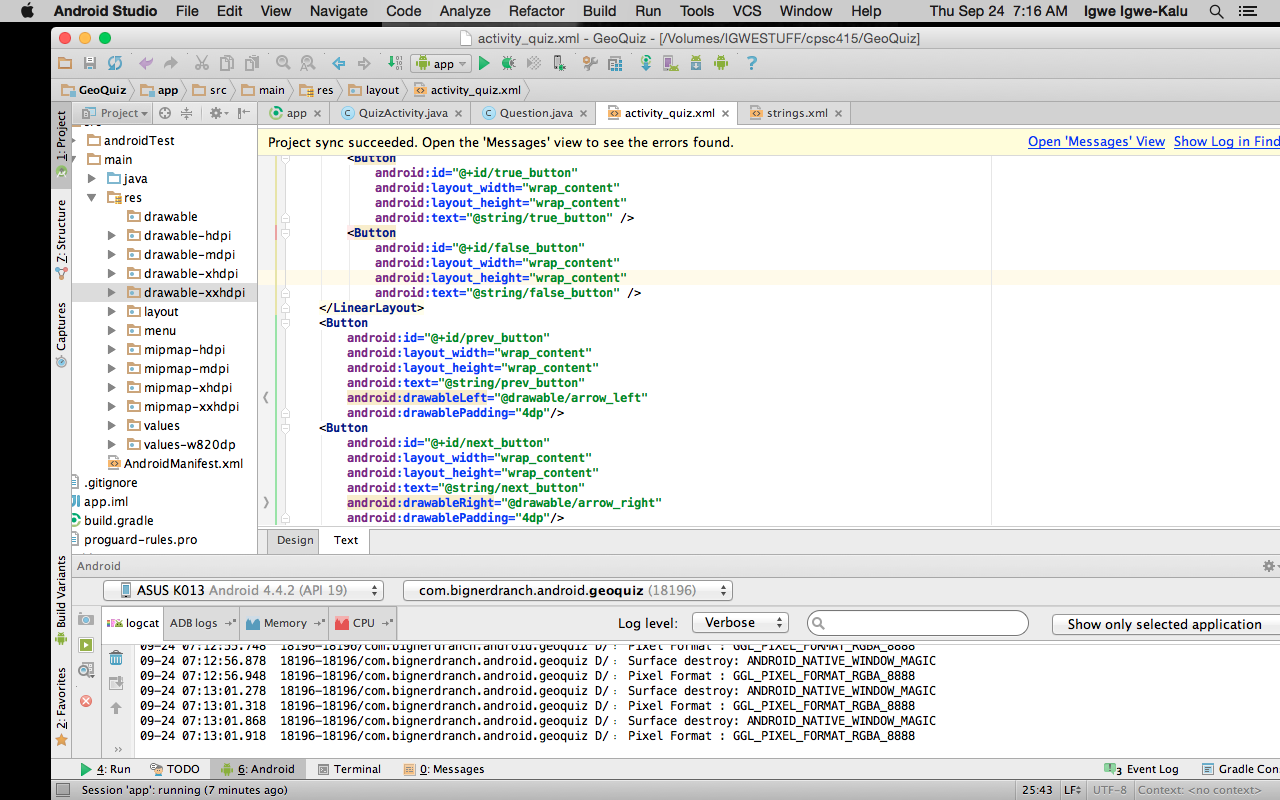 Android Studio File Edit View Navigate Code Analyze Refactor Build Run Tools VCS Window Help Thu Sep 24 7:16 AM Igwe Igwe-Kalu
activity_quiz.xml - GeoQuiz - [/Volumes/IGWESTUFF/cpsc415/GeoQuiz]
app
GeoQuiz app src main res layout activity_quiz.xml
1: Project
Z: Structure
Captures
Build Variants
2: Favorites
Project
app QuizActivity.java Question.java activity_quiz.xml strings.xml
Project sync succeeded. Open the 'Messages' view to see the errors found. Open 'Messages' View Show Log in Find
androidTest
main
java
res
drawable
drawable-hdpi
drawable-mdpi
drawable-xhdpi
drawable-xxhdpi
layout
menu
mipmap-hdpi
mipmap-mdpi
mipmap-xhdpi
mipmap-xxhdpi
values
values-w820dp
AndroidManifest.xml
.gitignore
app.iml
build.gradle
proguard-rules.pro
<Button
android:id="@+id/true_button"
android:layout_width="wrap_content"
android:layout_height="wrap_content"
android:text="@string/true_button" />
<Button
android:id="@+id/false_button"
android:layout_width="wrap_content"
android:layout_height="wrap_content"
android:text="@string/false_button" />
</LinearLayout>
<Button
android:id="@+id/prev_button"
android:layout_width="wrap_content"
android:layout_height="wrap_content"
android:text="@string/prev_button"
android:drawableLeft="@drawable/arrow_left"
android:drawablePadding="4dp"/>
<Button
android:id="@+id/next_button"
android:layout_width="wrap_content"
android:layout_height="wrap_content"
android:text="@string/next_button"
android:drawableRight="@drawable/arrow_right"
android:drawablePadding="4dp"/>
Design Text
Android
ASUS K013 Android 4.4.2 (API 19) com.bignerdranch.android.geoquiz (18196)
logcat ADB logs Memory CPU Log level: Verbose Show only selected application
09-24 07:12:55.748 18196-18196/com.bignerdranch.android.geoquiz D/﹕ Pixel Format : GGL_PIXEL_FORMAT_RGBA_8888
09-24 07:12:56.878 18196-18196/com.bignerdranch.android.geoquiz D/﹕ Surface destroy: ANDROID_NATIVE_WINDOW_MAGIC
09-24 07:12:56.948 18196-18196/com.bignerdranch.android.geoquiz D/﹕ Pixel Format : GGL_PIXEL_FORMAT_RGBA_8888
09-24 07:13:01.278 18196-18196/com.bignerdranch.android.geoquiz D/﹕ Surface destroy: ANDROID_NATIVE_WINDOW_MAGIC
09-24 07:13:01.318 18196-18196/com.bignerdranch.android.geoquiz D/﹕ Pixel Format : GGL_PIXEL_FORMAT_RGBA_8888
09-24 07:13:01.868 18196-18196/com.bignerdranch.android.geoquiz D/﹕ Surface destroy: ANDROID_NATIVE_WINDOW_MAGIC
09-24 07:13:01.918 18196-18196/com.bignerdranch.android.geoquiz D/﹕ Pixel Format : GGL_PIXEL_FORMAT_RGBA_8888
4: Run TODO 6: Android Terminal 0: Messages 3 Event Log Gradle Con
Session 'app': running (7 minutes ago) 25:43 LF UTF-8 Context: <no context>